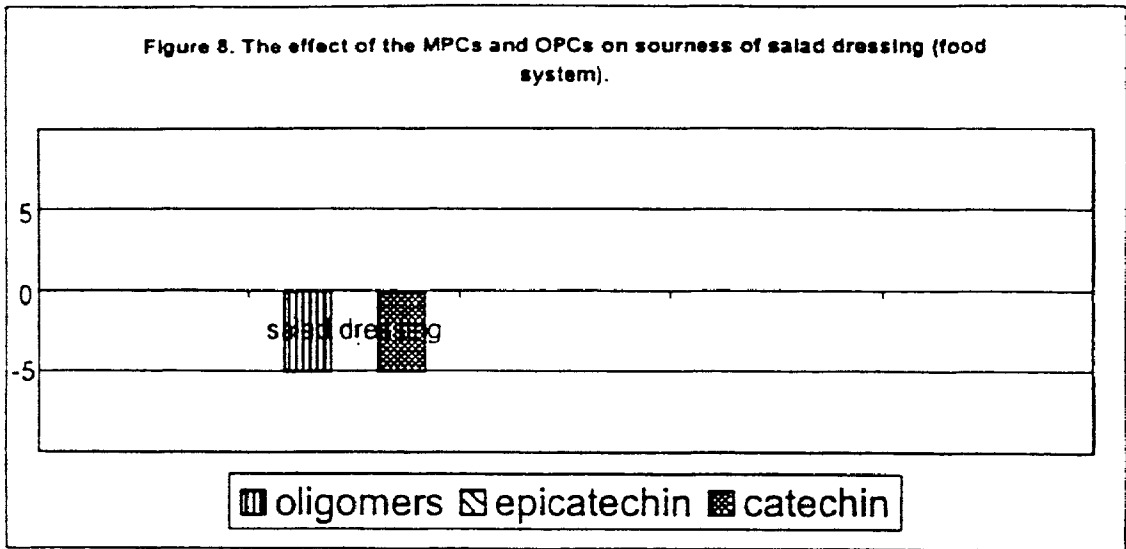 Figure 8. The effect of the MPCs and OPCs on sourness of salad dressing (food
system).
5
0
salad dressing
-5
oligomers epicatechin catechin